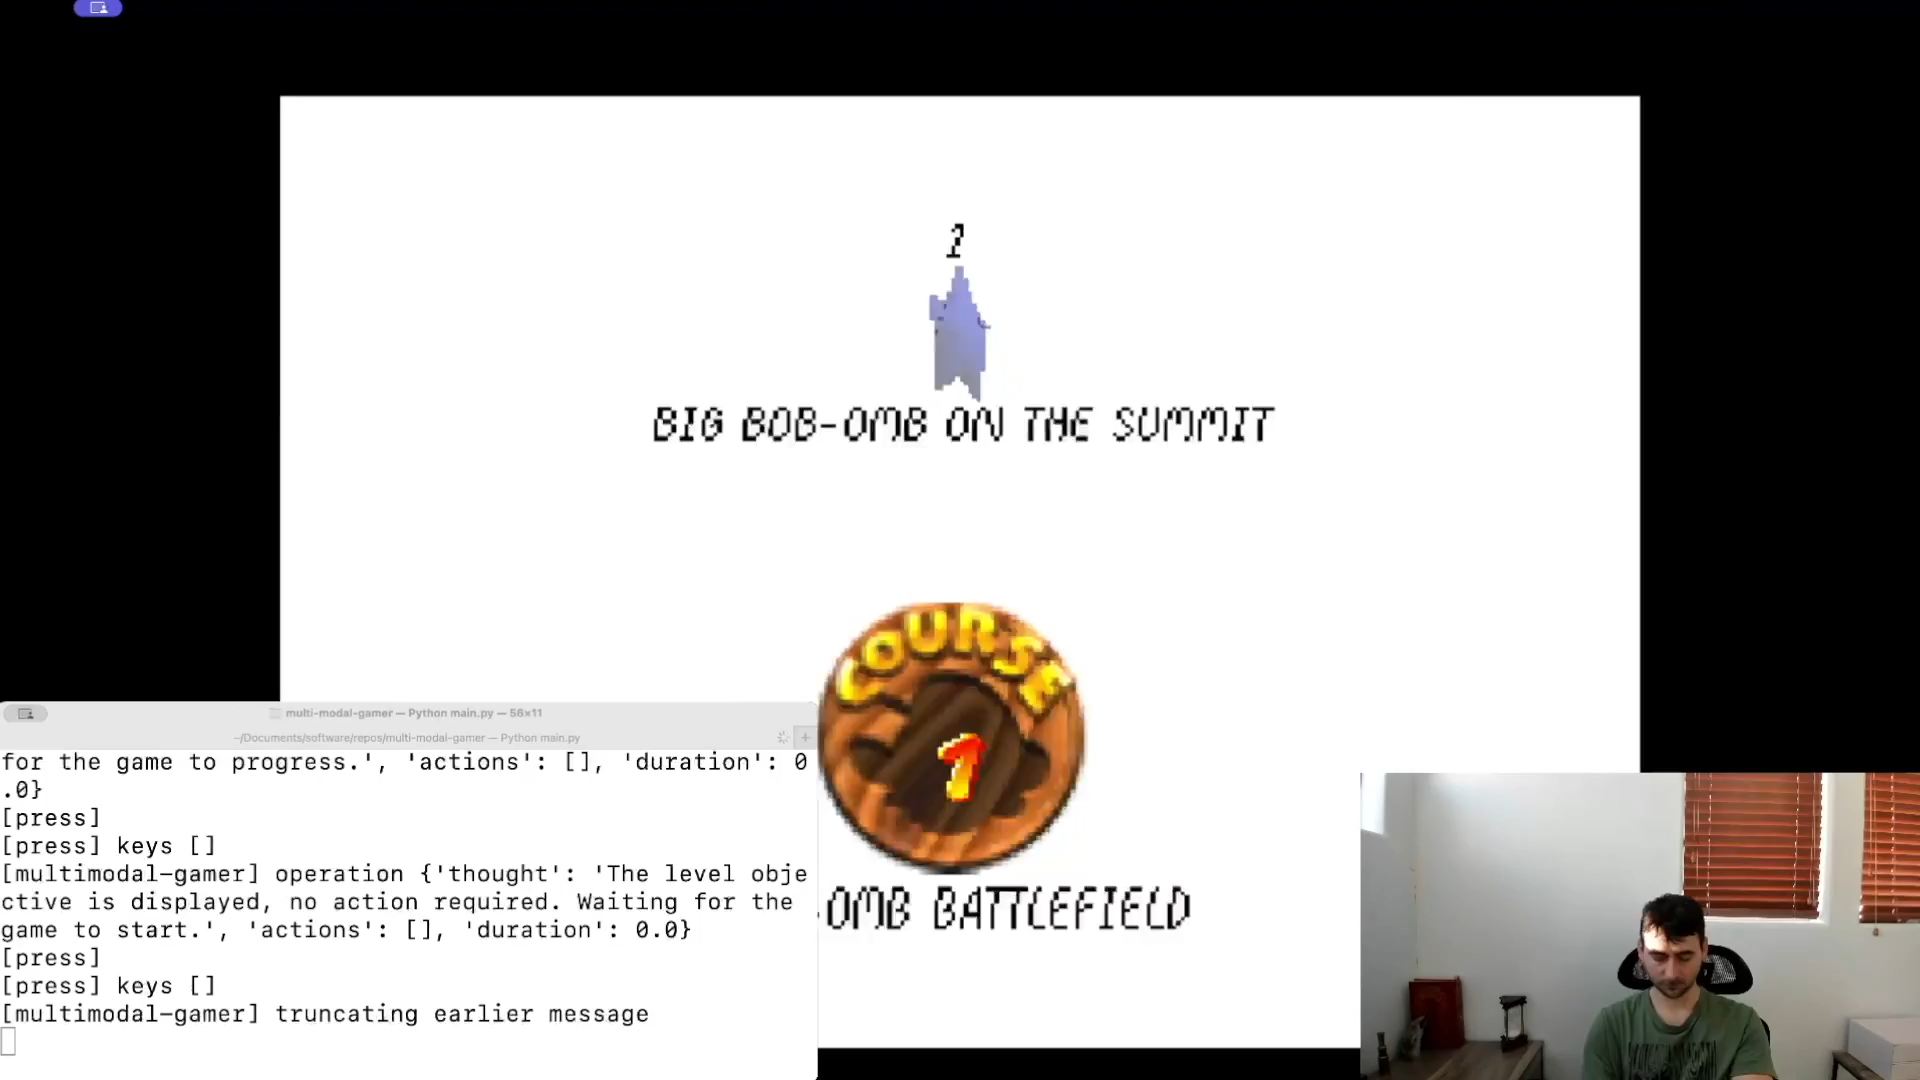 2
BIG BOB-OMB ON THE SUMMIT
COURSE
1
-OMB BATTLEFIELD
multi-modal-gamer — Python main.py — 56×11
~/Documents/software/repos/multi-modal-gamer — Python main.py
for the game to progress.', 'actions': [], 'duration': 0
.0}
[press]
[press] keys []
[multimodal-gamer] operation {'thought': 'The level obje
ctive is displayed, no action required. Waiting for the
game to start.', 'actions': [], 'duration': 0.0}
[press]
[press] keys []
[multimodal-gamer] truncating earlier message